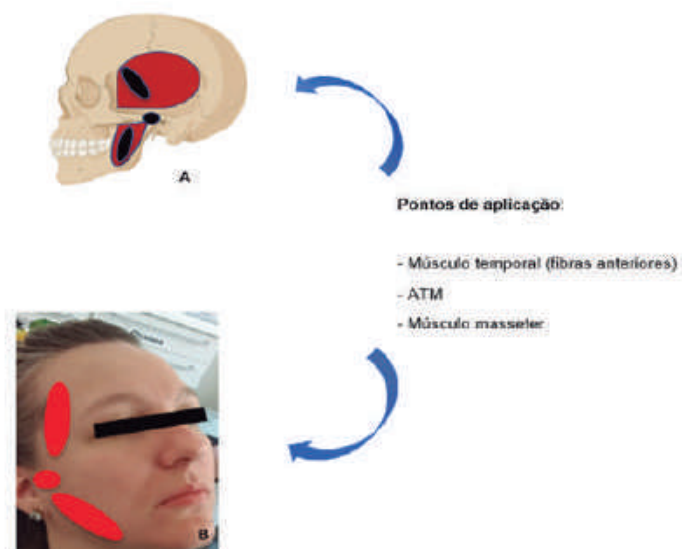 A
Pontos de aplicação:
- Músculo temporal (fibras anteriores)
- ATM
- Músculo masseter
B